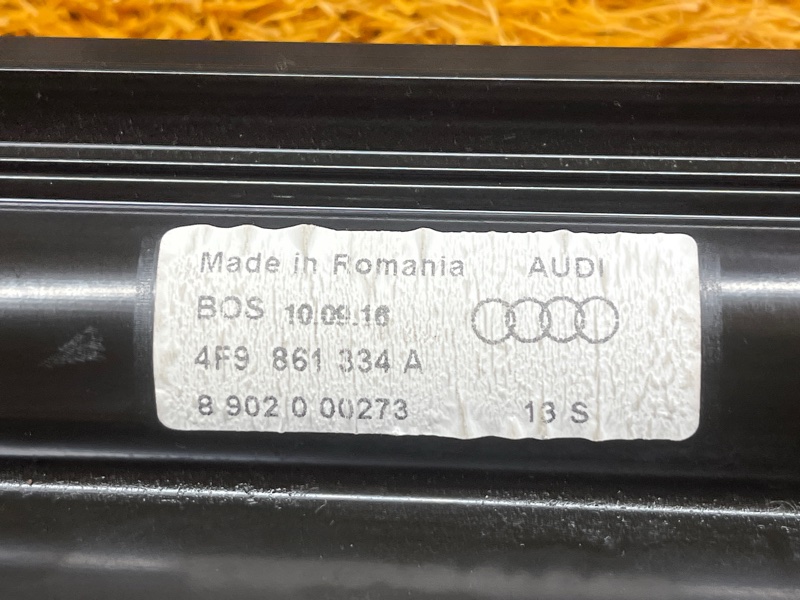 Made in Romania AUDI
BOS 10.09.16
4F9 861 334 A
8 902 0 00273 13 S